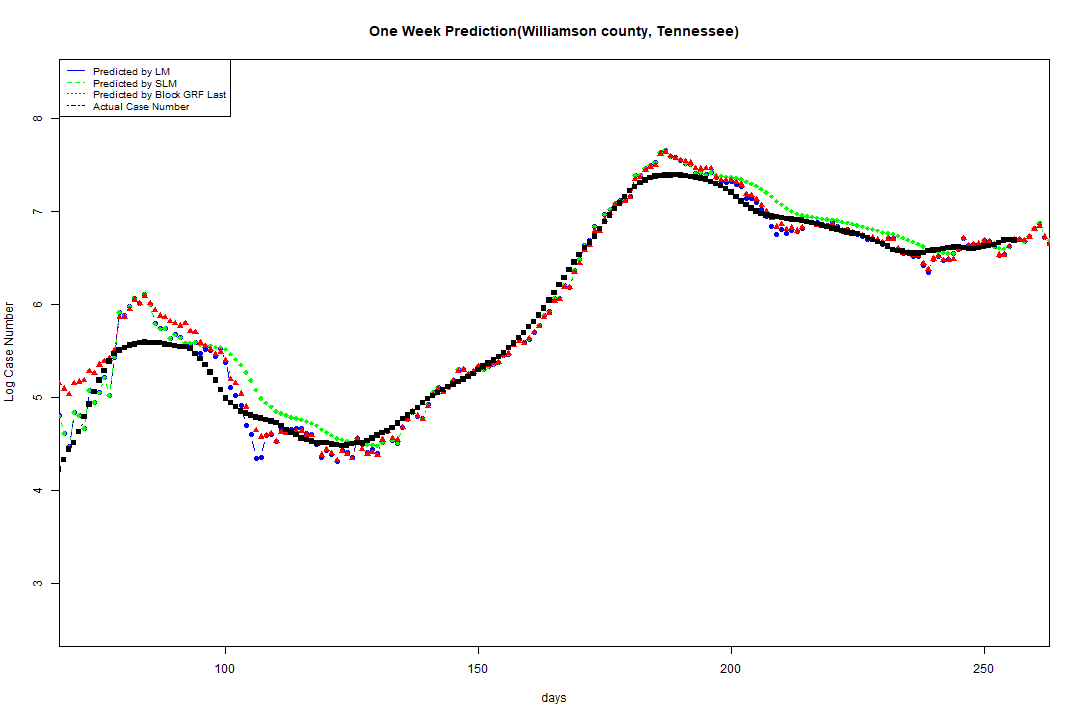 One Week Prediction(Williamson county, Tennessee)
Predicted by LM
Predicted by SLM
Predicted by Block GRF Last
Actual Case Number
Log Case Number
8
7
6
5
4
3
100 150 200 250
days